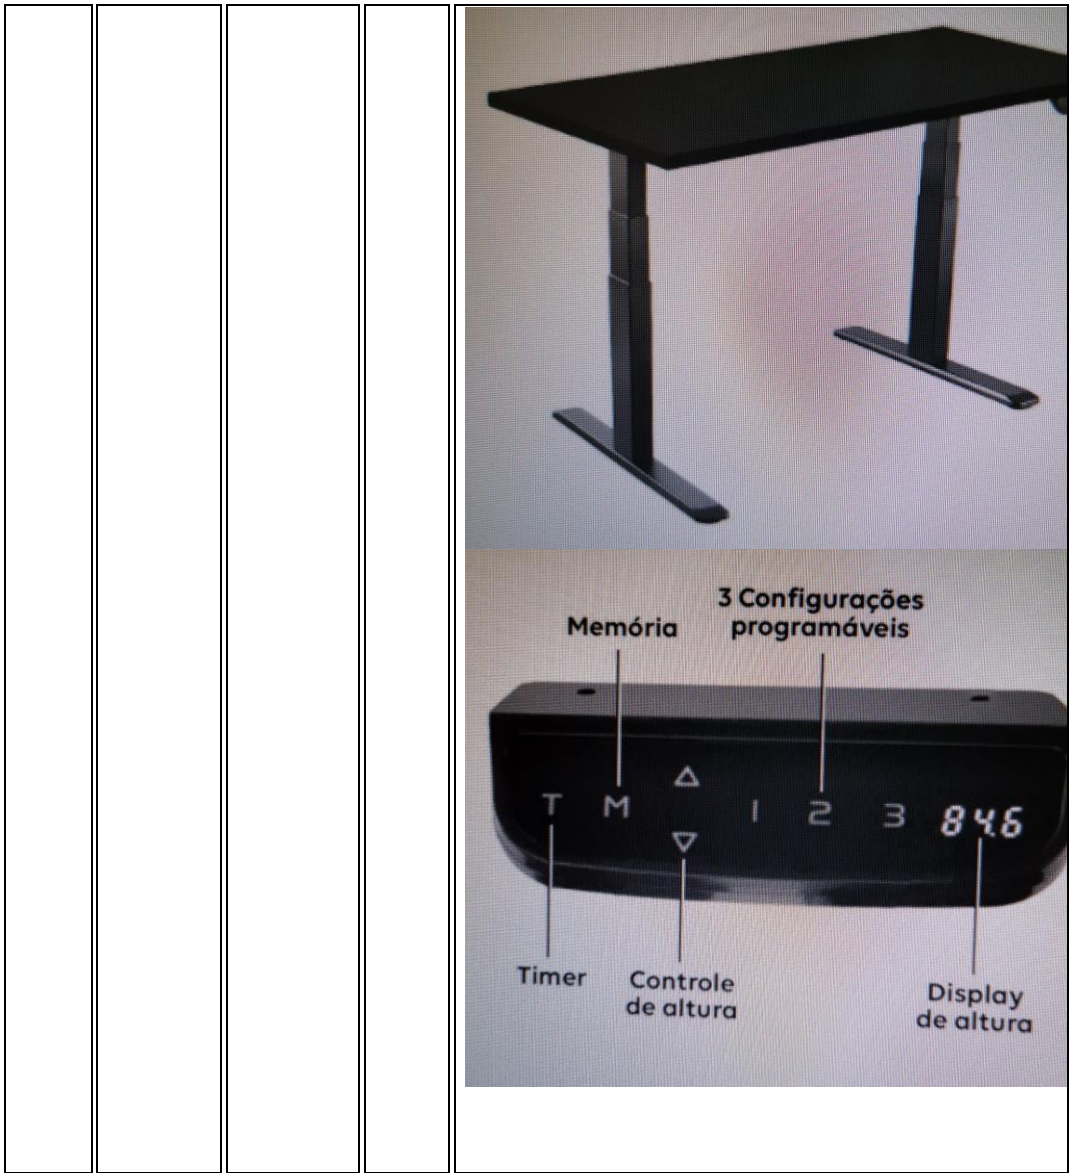 3 Configurações
programáveis
Memória
T M 1 2 3 84.6
Timer
Controle
de altura
Display
de altura